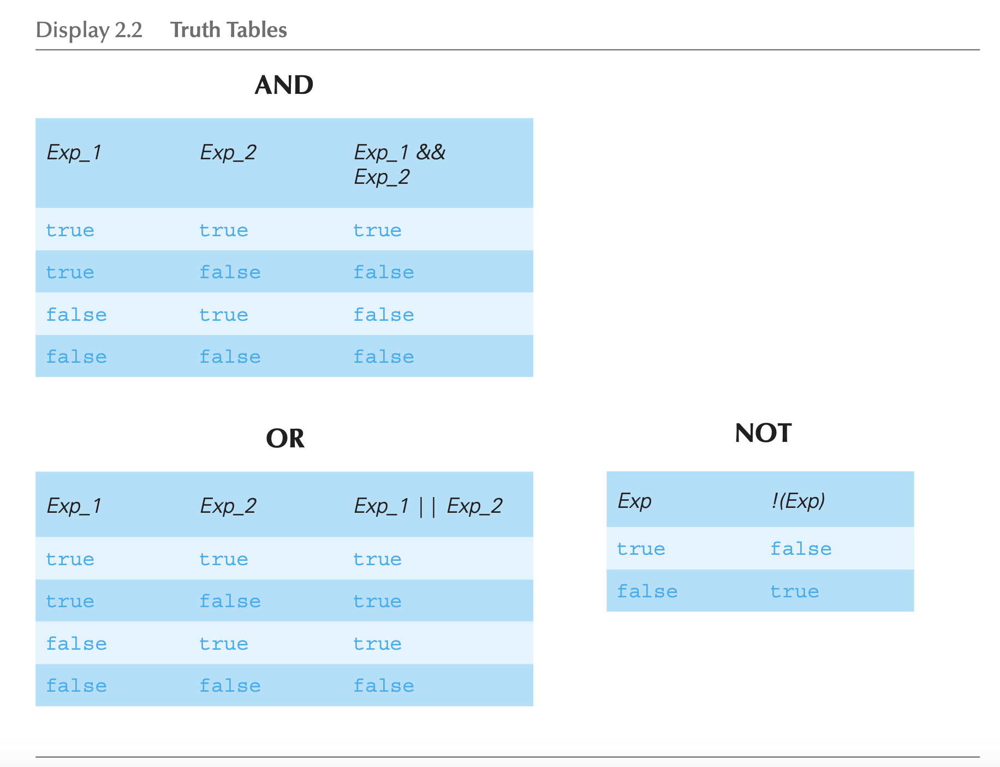 Display 2.2 Truth Tables
AND
Exp_1 Exp_2 Exp_1 &&
Exp_2
true true true
true false false
false true false
false false false
OR
Exp_1 Exp_2 Exp_1 || Exp_2
true true true
true false true
false true true
false false false
NOT
Exp !(Exp)
true false
false true